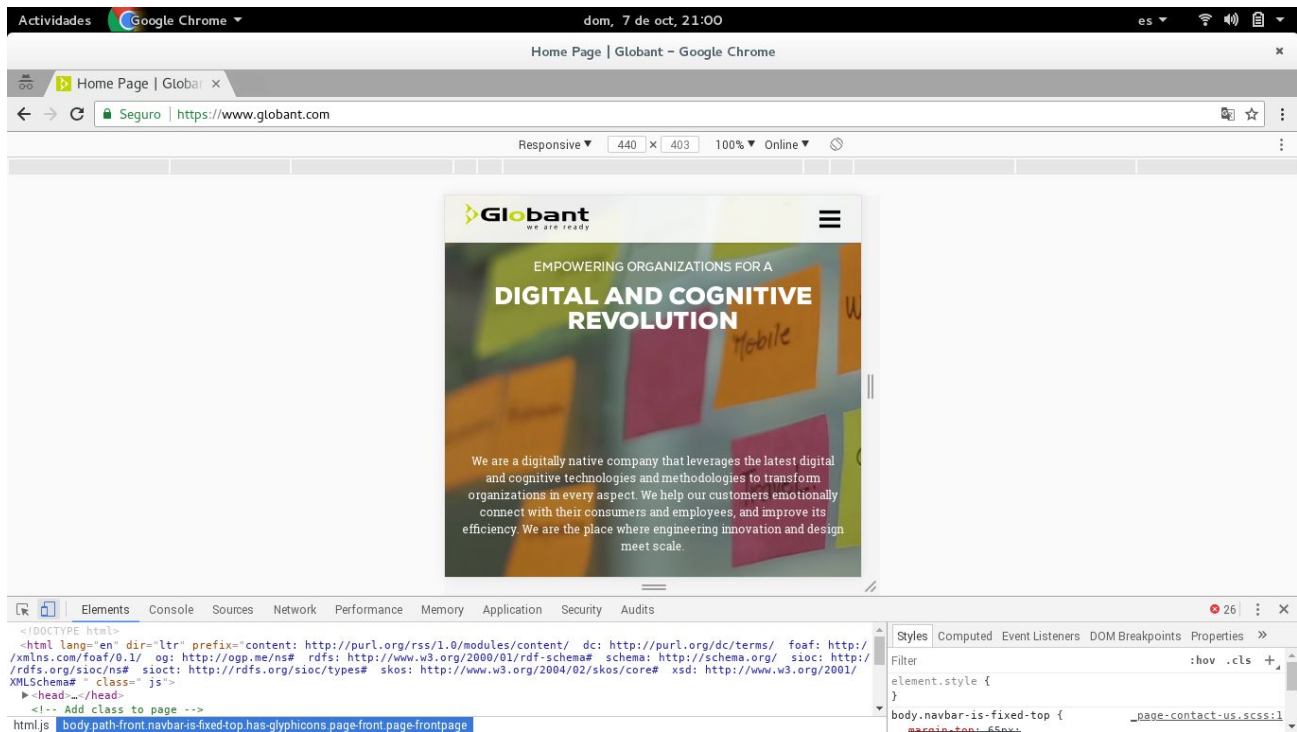 Actividades Google Chrome dom, 7 de oct, 21:00 es
Home Page | Globant - Google Chrome
Home Page | Globan
Seguro | https://www.globant.com
Responsive 440 × 403 100% Online
Globant
we are ready
EMPOWERING ORGANIZATIONS FOR A
DIGITAL AND COGNITIVE
REVOLUTION
Mobile
We are a digitally native company that leverages the latest digital
and cognitive technologies and methodologies to transform
organizations in every aspect. We help our customers emotionally
connect with their consumers and employees, and improve its
efficiency. We are the place where engineering innovation and design
meet scale.
Travel
Elements Console Sources Network Performance Memory Application Security Audits 26
<!DOCTYPE html>
<html lang="en" dir="ltr" prefix="content: http://purl.org/rss/1.0/modules/content/ dc: http://purl.org/dc/terms/ foaf: http:/
/xmlns.com/foaf/0.1/ og: http://ogp.me/ns# rdfs: http://www.w3.org/2000/01/rdf-schema# schema: http://schema.org/ sioc: http:/
/rdfs.org/sioc/ns# sioct: http://rdfs.org/sioc/types# skos: http://www.w3.org/2004/02/skos/core# xsd: http://www.w3.org/2001/
XMLSchema# " class=" js">
<head>…</head>
<!-- Add class to page -->
html.js body.path-front.navbar-is-fixed-top.has-glyphicons.page-front.page-frontpage
Styles Computed Event Listeners DOM Breakpoints Properties »
Filter :hov .cls +
element.style {
}
body.navbar-is-fixed-top { _page-contact-us.scss:1
margin-top: 65px;